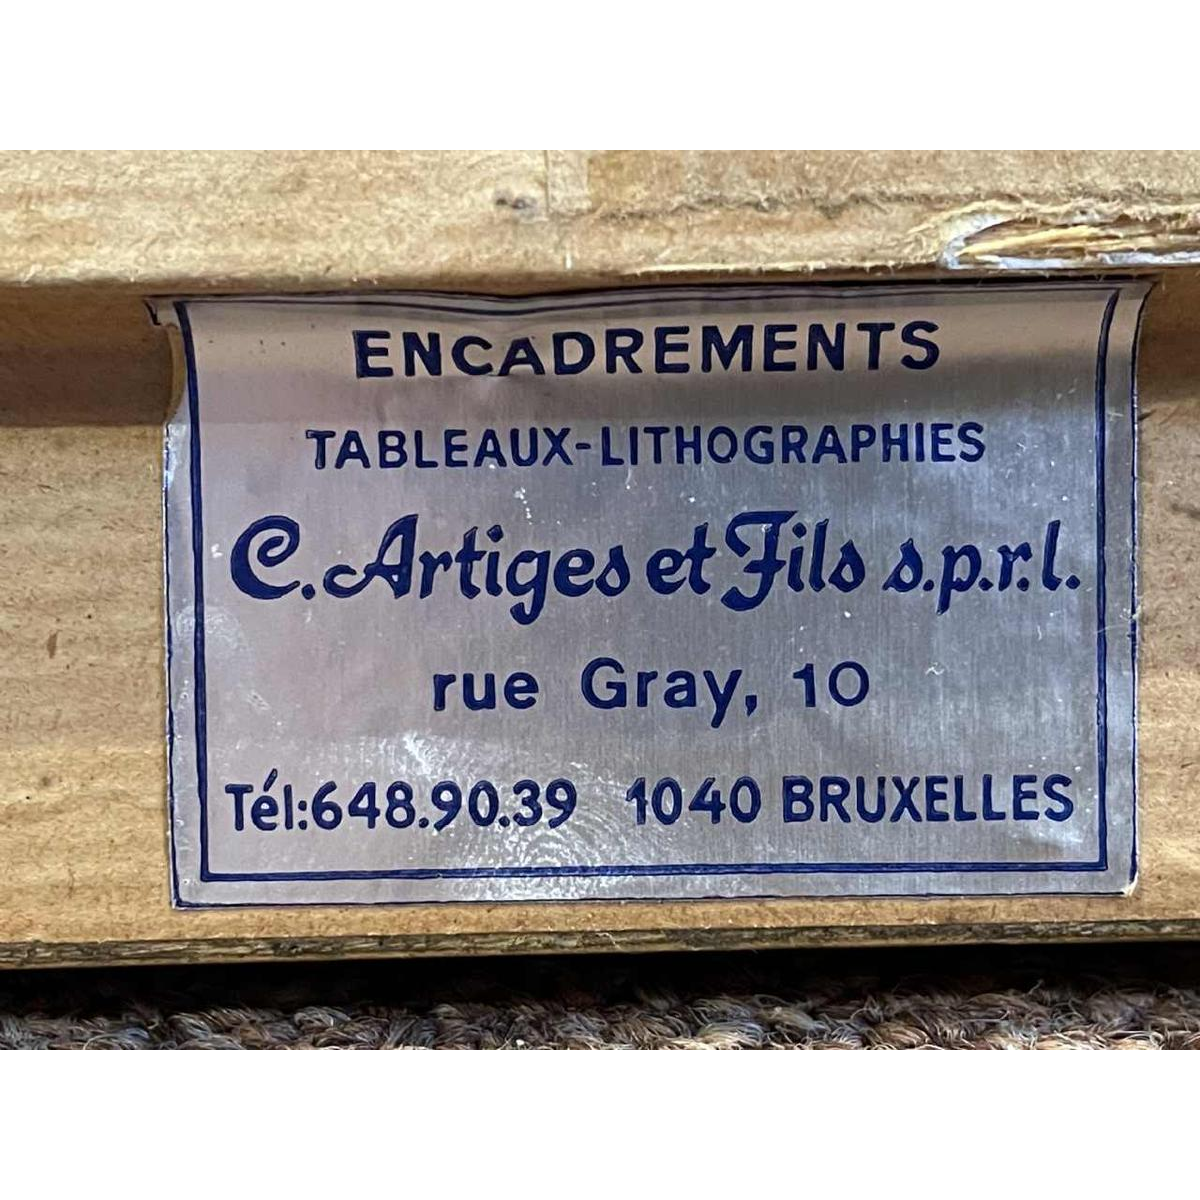 ENCADREMENTS
TABLEAUX-LITHOGRAPHIES
C. Artiges et Fils s.p.r.l.
rue Gray, 10
Tél:648.90.39 1040 BRUXELLES